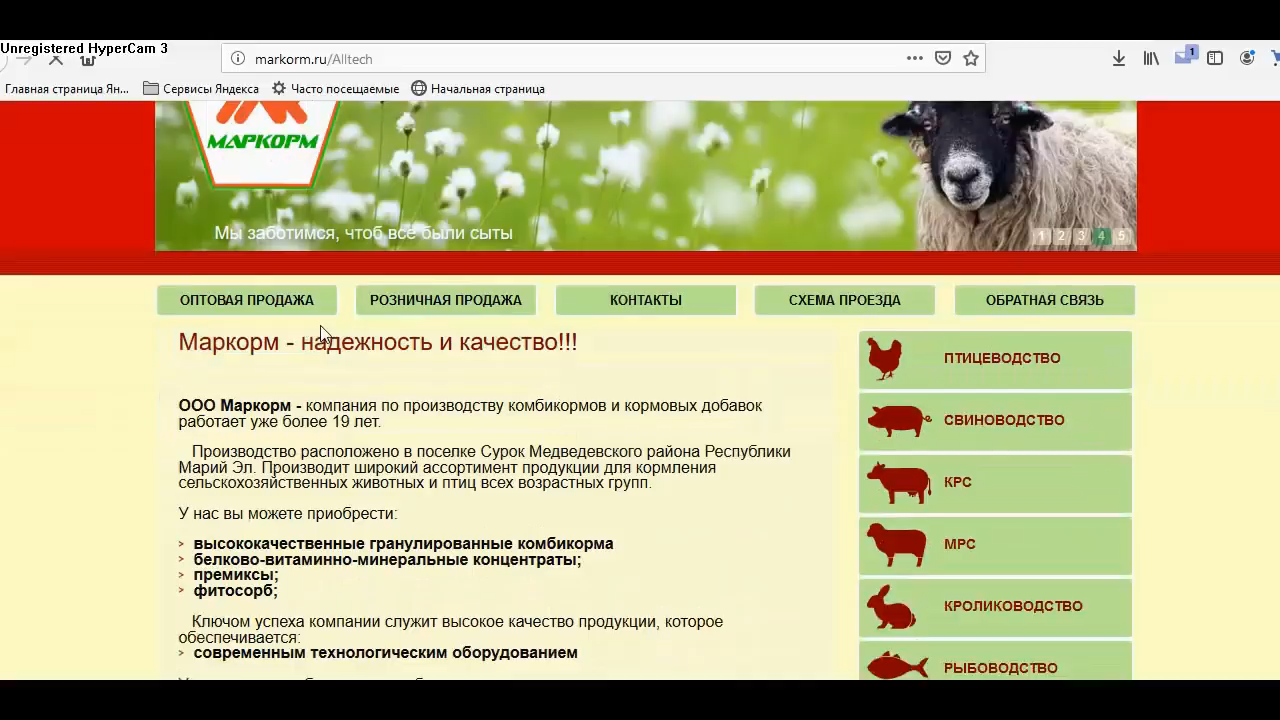 Unregistered HyperCam 3
markorm.ru/Alltech
1
Главная страница Ян...
Сервисы Яндекса
Часто посещаемые
Начальная страница
МАРКОРМ
Мы заботимся, чтоб все были сыты
1 2 3 4 5
ОПТОВАЯ ПРОДАЖА
РОЗНИЧНАЯ ПРОДАЖА
КОНТАКТЫ
СХЕМА ПРОЕЗДА
ОБРАТНАЯ СВЯЗЬ
Маркорм - надежность и качество!!!
ООО Маркорм - компания по производству комбикормов и кормовых добавок
работает уже более 19 лет.
Производство расположено в поселке Сурок Медведевского района Республики
Марий Эл. Производит широкий ассортимент продукции для кормления
сельскохозяйственных животных и птиц всех возрастных групп.
У нас вы можете приобрести:
> высококачественные гранулированные комбикорма
> белково-витаминно-минеральные концентраты;
> премиксы;
> фитосорб;
Ключом успеха компании служит высокое качество продукции, которое
обеспечивается:
> современным технологическим оборудованием
ПТИЦЕВОДСТВО
СВИНОВОДСТВО
КРС
МРС
КРОЛИКОВОДСТВО
РЫБОВОДСТВО